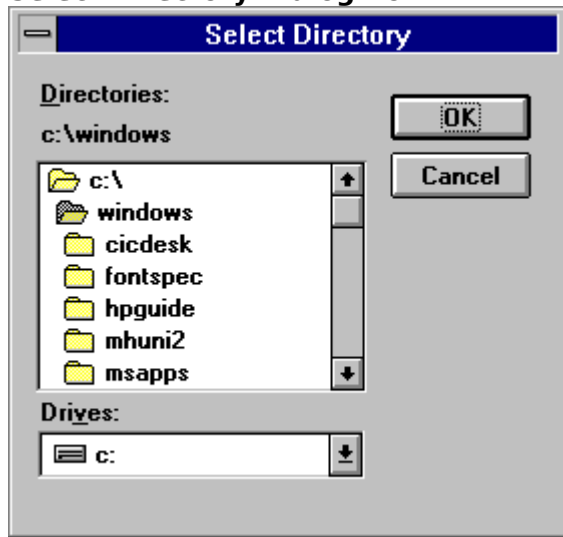 Select Directory
Directories:
c:\windows
OK
c:\
Cancel
windows
cicdesk
fontspec
hpguide
mhuni2
msapps
Drives:
c: